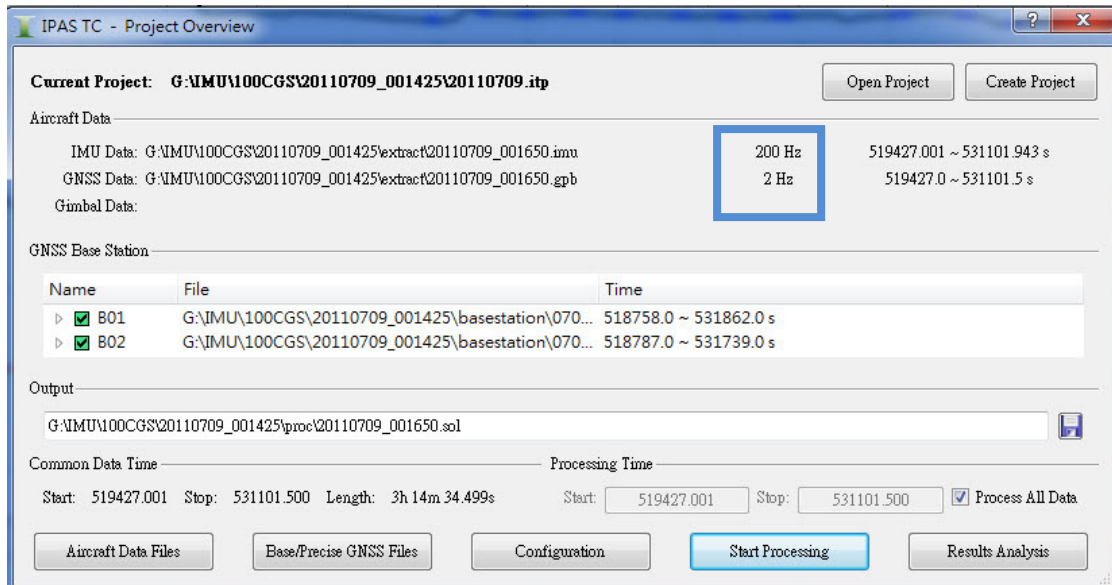 IPAS TC - Project Overview
Current Project: G:\IMU\100CGS\20110709_001425\20110709.itp
Open Project
Create Project
Aircraft Data
IMU Data: G:\IMU\100CGS\20110709_001425\extract\20110709_001650.imu 200 Hz 519427.001 ~ 531101.943 s
GNSS Data: G:\IMU\100CGS\20110709_001425\extract\20110709_001650.gpb 2 Hz 519427.0 ~ 531101.5 s
Gimbal Data:
GNSS Base Station
Name File Time
B01 G:\IMU\100CGS\20110709_001425\basestation\070... 518758.0 ~ 531862.0 s
B02 G:\IMU\100CGS\20110709_001425\basestation\070... 518787.0 ~ 531739.0 s
Output
G:\IMU\100CGS\20110709_001425\proc\20110709_001650.sol
Common Data Time
Start: 519427.001 Stop: 531101.500 Length: 3h 14m 34.499s
Processing Time
Start: 519427.001 Stop: 531101.500 Process All Data
Aircraft Data Files
Base/Precise GNSS Files
Configuration
Start Processing
Results Analysis